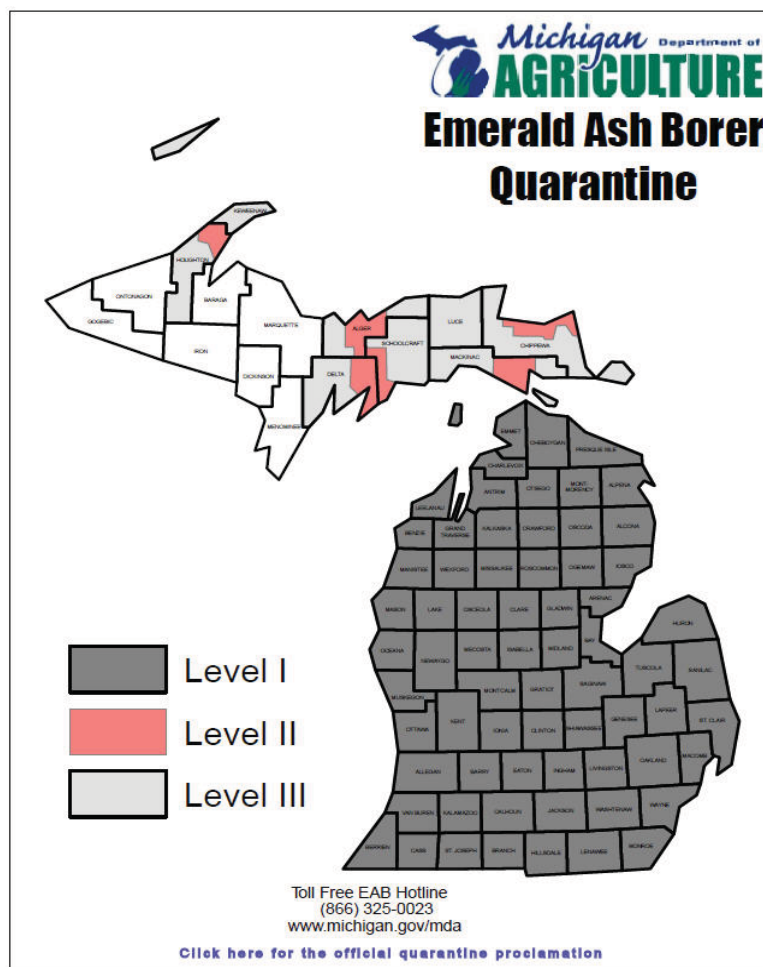 Michigan Department of
AGRICULTURE
Emerald Ash Borer
Quarantine
KEWEENAW
HOUGHTON
ONTONAGON
BARAGA
GOGEBIC
MARQUETTE
ALGER
LUCE
SCHOOLCRAFT
CHIPPEWA
IRON
MACKINAC
DICKINSON
DELTA
MENOMINEE
EMMET
CHEBOYGAN
PRESQUE ISLE
CHARLEVOIX
ANTRIM
OTSEGO
MONT-
MORENCY
ALPENA
LEELANAU
BENZIE
GRAND
TRAVERSE
KALKASKA
CRAWFORD
OSCODA
ALCONA
MANISTEE
WEXFORD
MISSAUKEE
ROSCOMMON
OGEMAW
IOSCO
ARENAC
MASON
LAKE
OSCEOLA
CLARE
GLADWIN
HURON
OCEANA
NEWAYGO
MECOSTA
ISABELLA
MIDLAND
BAY
TUSCOLA
SANILAC
Level I
MUSKEGON
MONTCALM
GRATIOT
SAGINAW
OTTAWA
KENT
IONIA
CLINTON
SHIAWASSEE
GENESEE
LAPEER
ST. CLAIR
Level II
ALLEGAN
BARRY
EATON
INGHAM
LIVINGSTON
OAKLAND
MACOMB
Level III
VAN BUREN
KALAMAZOO
CALHOUN
JACKSON
WASHTENAW
WAYNE
BERRIEN
CASS
ST. JOSEPH
BRANCH
HILLSDALE
LENAWEE
MONROE
Toll Free EAB Hotline
(866) 325-0023
www.michigan.gov/mda
Click here for the official quarantine proclamation